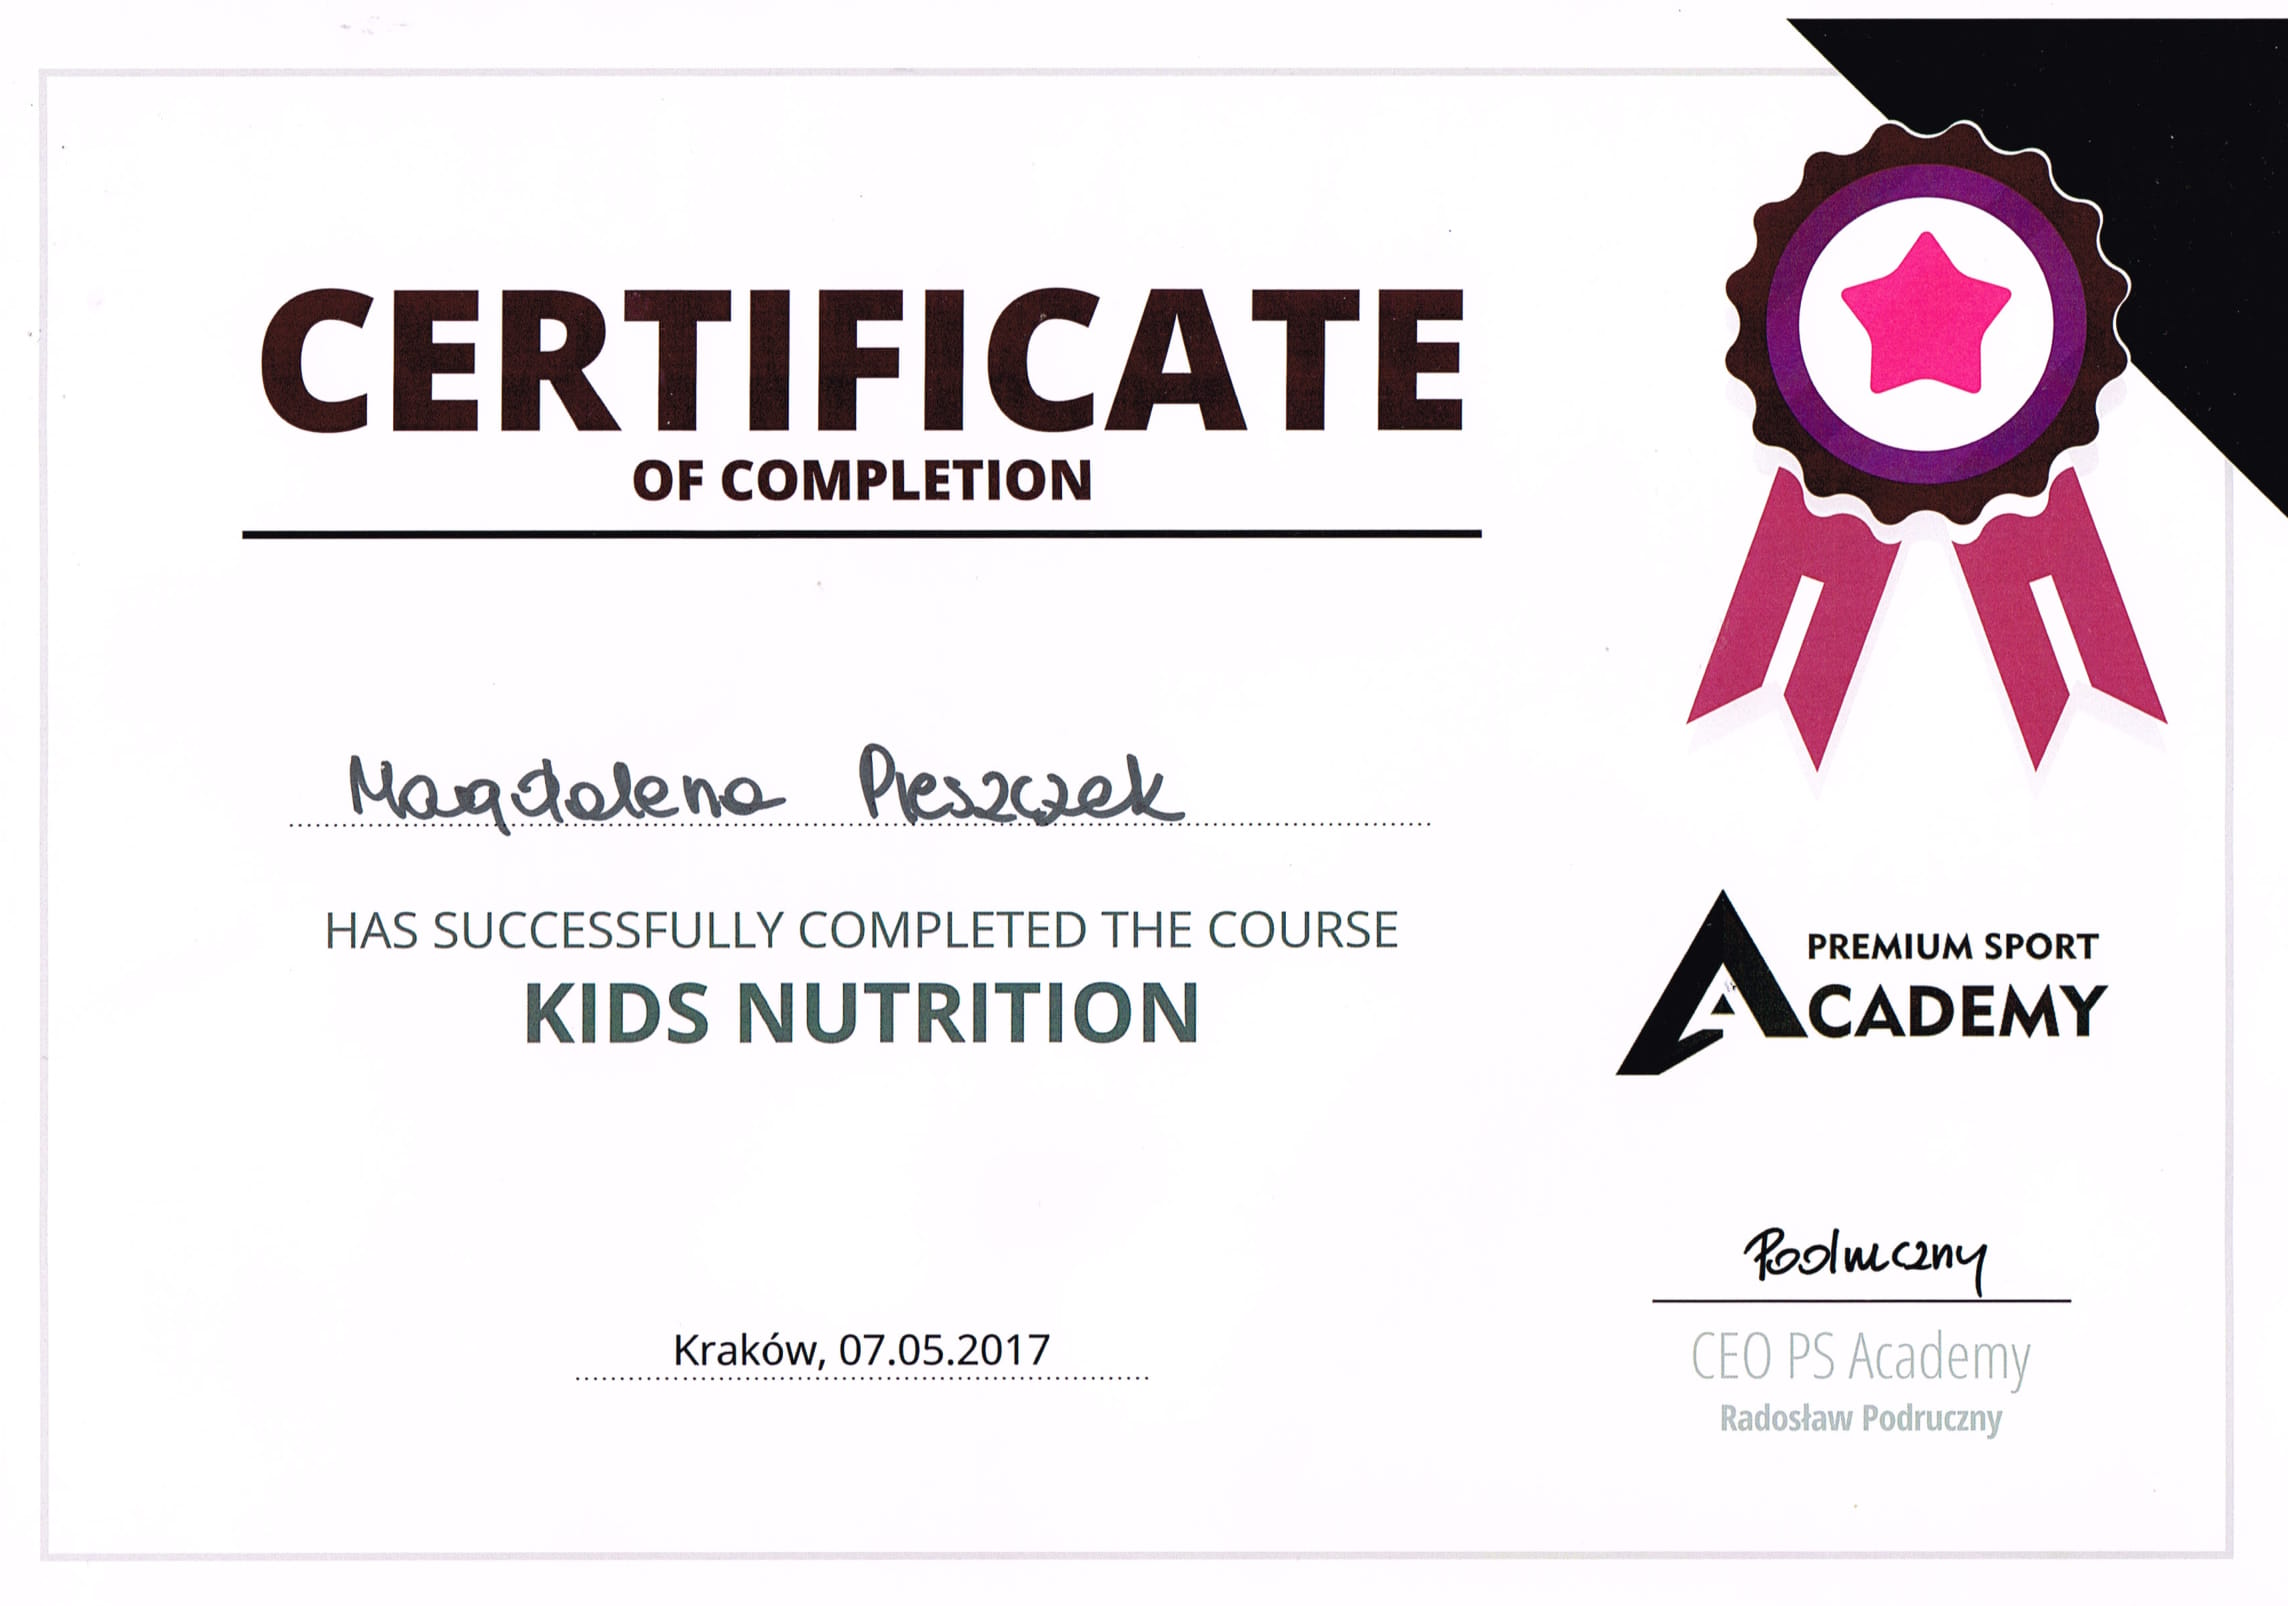 CERTIFICATE
OF COMPLETION
Magdalena Pieszczek
HAS SUCCESSFULLY COMPLETED THE COURSE
KIDS NUTRITION
PREMIUM SPORT
ACADEMY
Podruczny
Kraków, 07.05.2017
CEO PS Academy
Radosław Podruczny